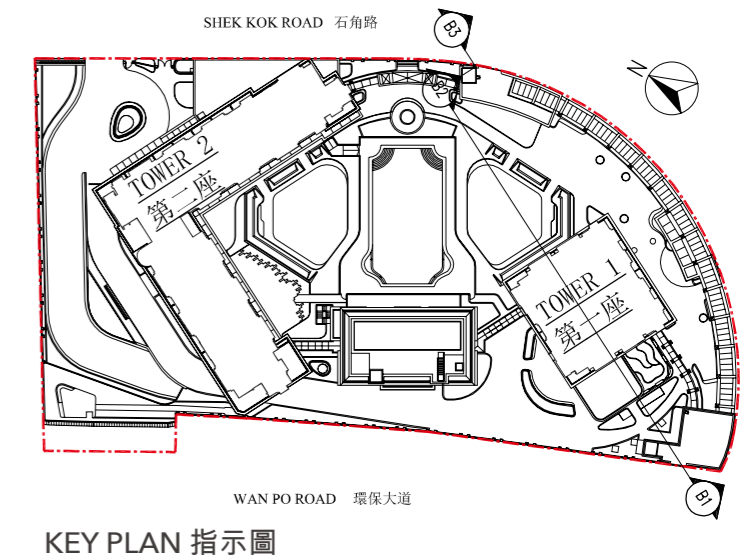 SHEK KOK ROAD 石角路
B3
B2
N
TOWER 2
第二座
TOWER 1
第一座
B1
WAN PO ROAD 環保大道
KEY PLAN 指示圖